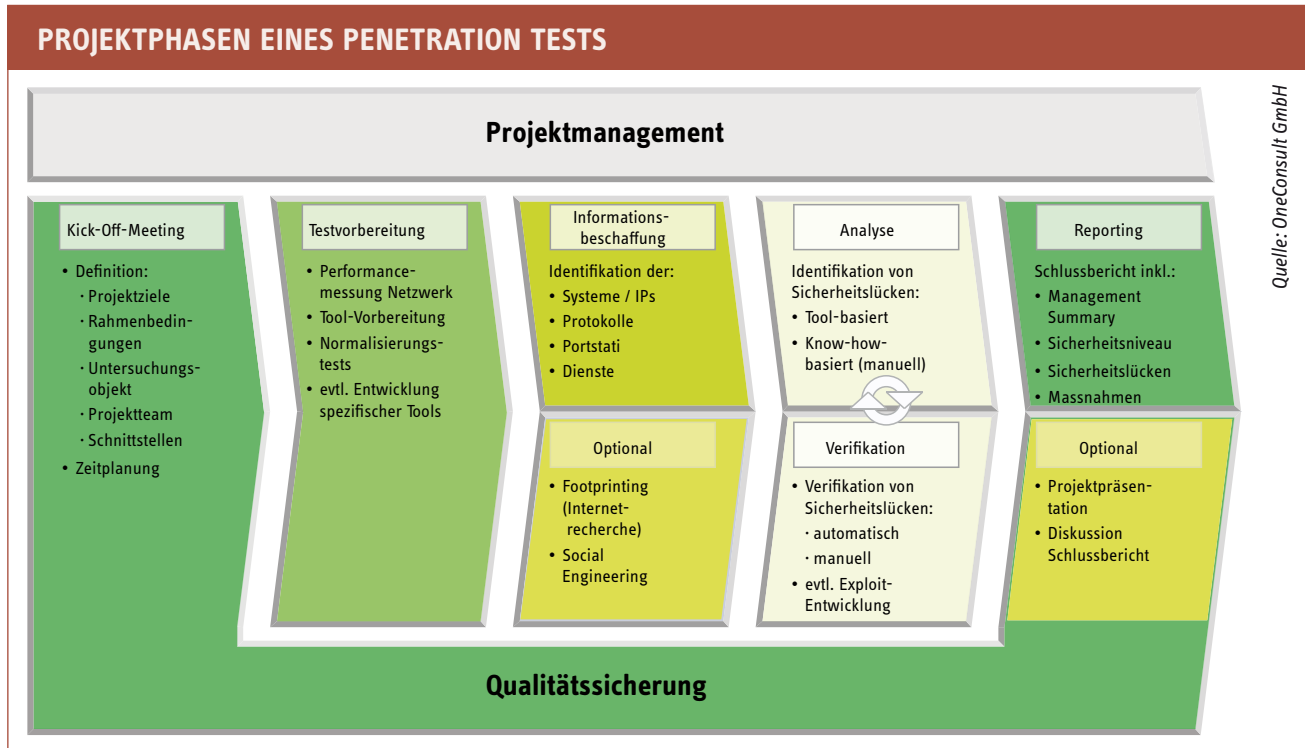 PROJEKTPHASEN EINES PENETRATION TESTS
Quelle: OneConsult GmbH
Projektmanagement
Kick-Off-Meeting
• Definition:
· Projektziele
· Rahmenbedin-
gungen
· Untersuchungs-
objekt
· Projektteam
· Schnittstellen
• Zeitplanung
Testvorbereitung
• Performance-
messung Netzwerk
• Tool-Vorbereitung
• Normalisierungs-
tests
• evtl. Entwicklung
spezifischer Tools
Informations-
beschaffung
Identifikation der:
• Systeme / IPs
• Protokolle
• Portstati
• Dienste
Optional
• Footprinting
(Internet-
recherche)
• Social
Engineering
Analyse
Identifikation von
Sicherheitslücken:
• Tool-basiert
• Know-how-
basiert (manuell)
Verifikation
• Verifikation von
Sicherheitslücken:
· automatisch
· manuell
• evtl. Exploit-
Entwicklung
Reporting
Schlussbericht inkl.:
• Management
Summary
• Sicherheitsniveau
• Sicherheitslücken
• Massnahmen
Optional
• Projektpräsen-
tation
• Diskussion
Schlussbericht
Qualitätssicherung